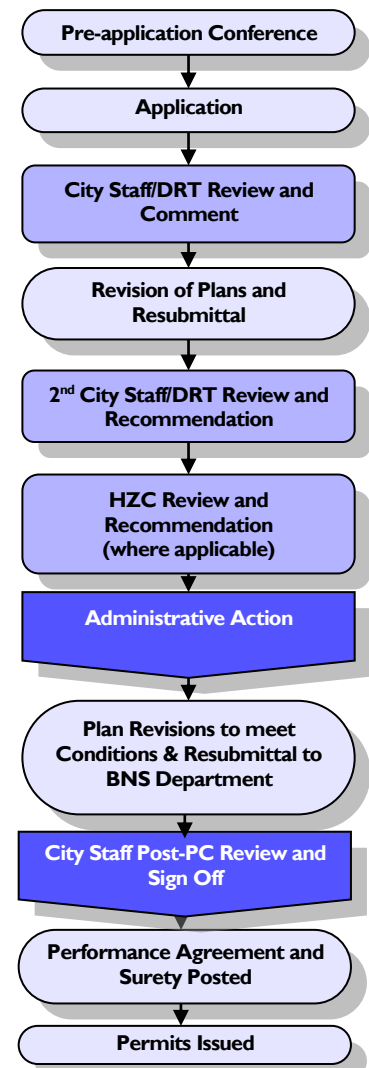 Pre-application Conference
Application
City Staff/DRT Review and
Comment
Revision of Plans and
Resubmittal
2nd City Staff/DRT Review and
Recommendation
HZC Review and
Recommendation
(where applicable)
Administrative Action
Plan Revisions to meet
Conditions & Resubmittal to
BNS Department
City Staff Post-PC Review and
Sign Off
Performance Agreement and
Surety Posted
Permits Issued